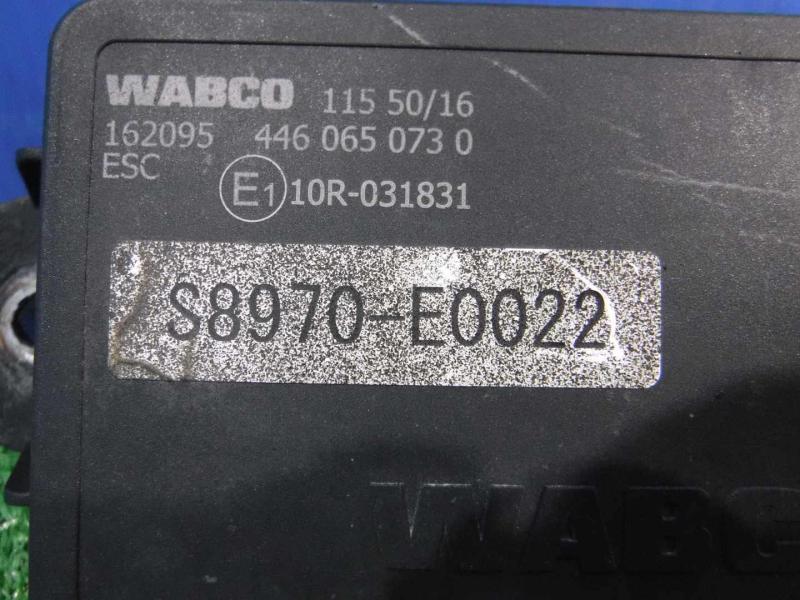 WABCO 115 50/16
162095 446 065 073 0
ESC
E1 10R-031831
S8970-E0022
WABC